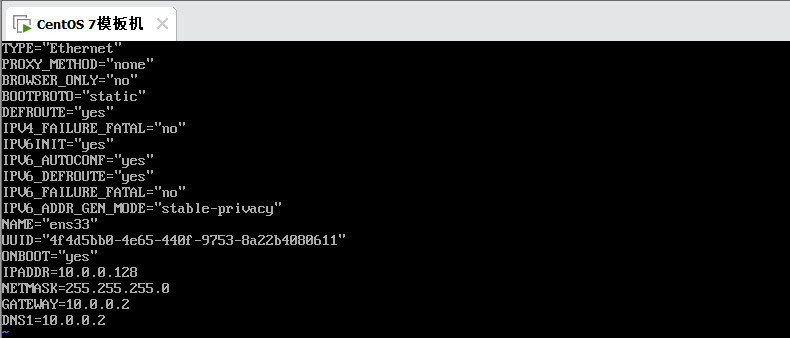 CentOS 7模板机
TYPE="Ethernet"
PROXY_METHOD="none"
BROWSER_ONLY="no"
BOOTPROTO="static"
DEFROUTE="yes"
IPV4_FAILURE_FATAL="no"
IPV6INIT="yes"
IPV6_AUTOCONF="yes"
IPV6_DEFROUTE="yes"
IPV6_FAILURE_FATAL="no"
IPV6_ADDR_GEN_MODE="stable-privacy"
NAME="ens33"
UUID="4f4d5bb0-4e65-440f-9753-8a22b4080611"
ONBOOT="yes"
IPADDR=10.0.0.128
NETMASK=255.255.255.0
GATEWAY=10.0.0.2
DNS1=10.0.0.2
~